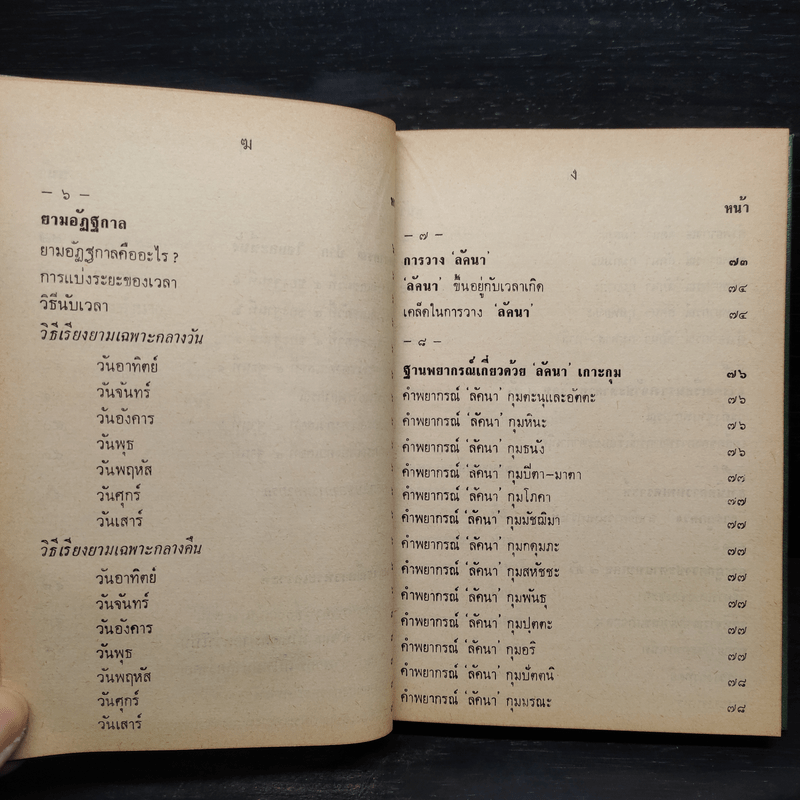 ฆ
— ๖ —
ยามอัฏฐกาล
ยามอัฏฐกาลคืออะไร ?
การแบ่งระยะของเวลา
วิธีนับเวลา
วิธีเรียงยามเฉพาะกลางวัน
วันอาทิตย์
วันจันทร์
วันอังคาร
วันพุธ
วันพฤหัส
วันศุกร์
วันเสาร์
วิธีเรียงยามเฉพาะกลางคืน
วันอาทิตย์
วันจันทร์
วันอังคาร
วันพุธ
วันพฤหัส
วันศุกร์
วันเสาร์
ง
หน้า
— ๗ —
การวาง 'ลัคนา' ๗๓
'ลัคนา' ขึ้นอยู่กับเวลาเกิด ๗๔
เคล็ดในการวาง 'ลัคนา' ๗๔
— ๘ —
ฐานพยากรณ์เกี่ยวด้วย 'ลัคนา' เกาะกุม ๗๖
คำพยากรณ์ 'ลัคนา' กุมตะนุและอัตตะ ๗๖
คำพยากรณ์ 'ลัคนา' กุมหินะ ๗๖
คำพยากรณ์ 'ลัคนา' กุมธนัง ๗๖
คำพยากรณ์ 'ลัคนา' กุมปิตา—มาตา ๗๗
คำพยากรณ์ 'ลัคนา' กุมโภคา ๗๗
คำพยากรณ์ 'ลัคนา' กุมมัชฌิมา ๗๗
คำพยากรณ์ 'ลัคนา' กุมกดุมภะ ๗๗
คำพยากรณ์ 'ลัคนา' กุมสหัชชะ ๗๗
คำพยากรณ์ 'ลัคนา' กุมพันธุ ๗๗
คำพยากรณ์ 'ลัคนา' กุมปุตตะ ๗๗
คำพยากรณ์ 'ลัคนา' กุมอริ ๗๗
คำพยากรณ์ 'ลัคนา' กุมปัตตนิ ๗๘
คำพยากรณ์ 'ลัคนา' กุมมรณะ ๗๘